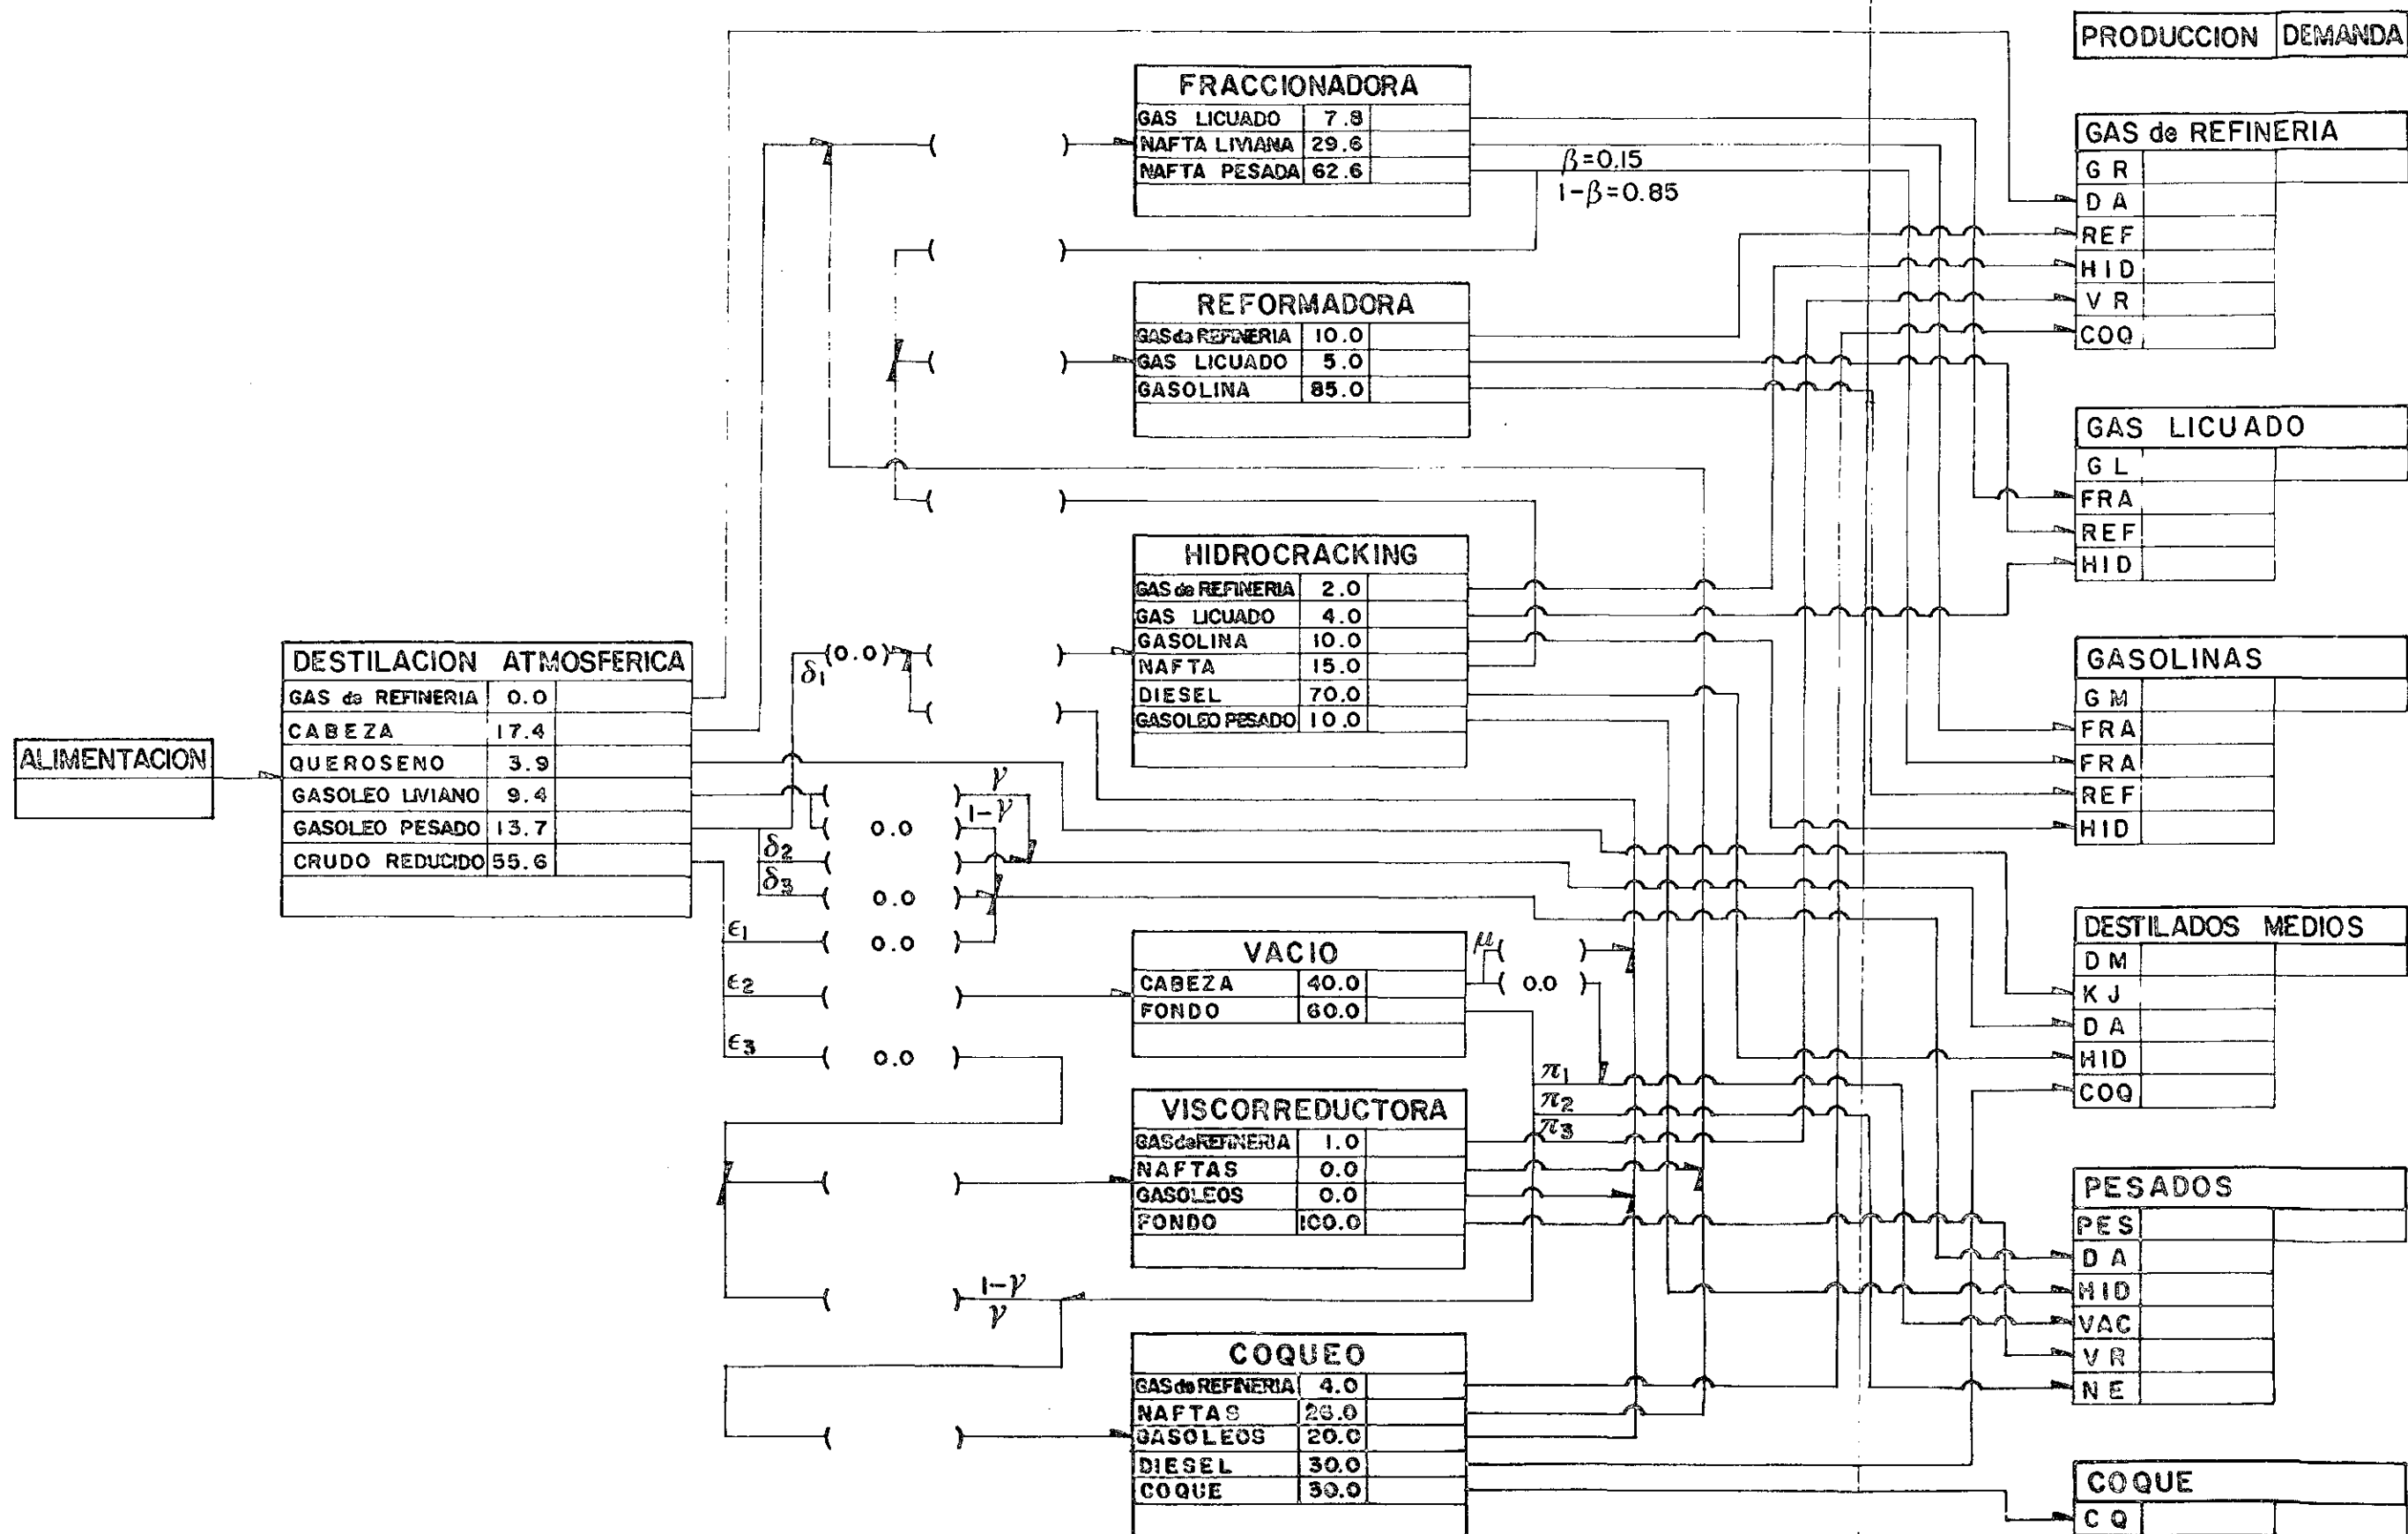 PRODUCCION DEMANDA
FRACCIONADORA
GAS LICUADO 7.8
NAFTA LIVIANA 29.6
NAFTA PESADA 62.6
β=0.15
1-β=0.85
GAS de REFINERIA
G R
D A
REF
HID
V R
COQ
REFORMADORA
GAS de REFINERIA 10.0
GAS LICUADO 5.0
GASOLINA 85.0
GAS LICUADO
G L
FRA
REF
HID
HIDROCRACKING
GAS de REFINERIA 2.0
GAS LICUADO 4.0
GASOLINA 10.0
NAFTA 15.0
DIESEL 70.0
GASOLEO PESADO 10.0
GASOLINAS
G M
FRA
FRA
REF
HID
ALIMENTACION
DESTILACION ATMOSFERICA
GAS de REFINERIA 0.0
CABEZA 17.4
QUEROSENO 3.9
GASOLEO LIVIANO 9.4
GASOLEO PESADO 13.7
CRUDO REDUCIDO 55.6
δ1 (0.0) ( )
( )
( ) γ
( 0.0 ) 1-γ
δ2 ( )
δ3 ( 0.0 )
ε1 ( 0.0 )
ε2 ( )
ε3 ( 0.0 )
VACIO
CABEZA 40.0
FONDO 60.0
μ ( )
( 0.0 )
π1
π2
π3
DESTILADOS MEDIOS
D M
K J
D A
HID
COQ
VISCORREDUCTORA
GAS de REFINERIA 1.0
NAFTAS 0.0
GASOLEOS 0.0
FONDO 100.0
( ) 1-γ
γ
PESADOS
PES
D A
HID
VAC
V R
N E
COQUEO
GAS de REFINERIA 4.0
NAFTAS 26.0
GASOLEOS 20.0
DIESEL 30.0
COQUE 30.0
COQUE
C Q